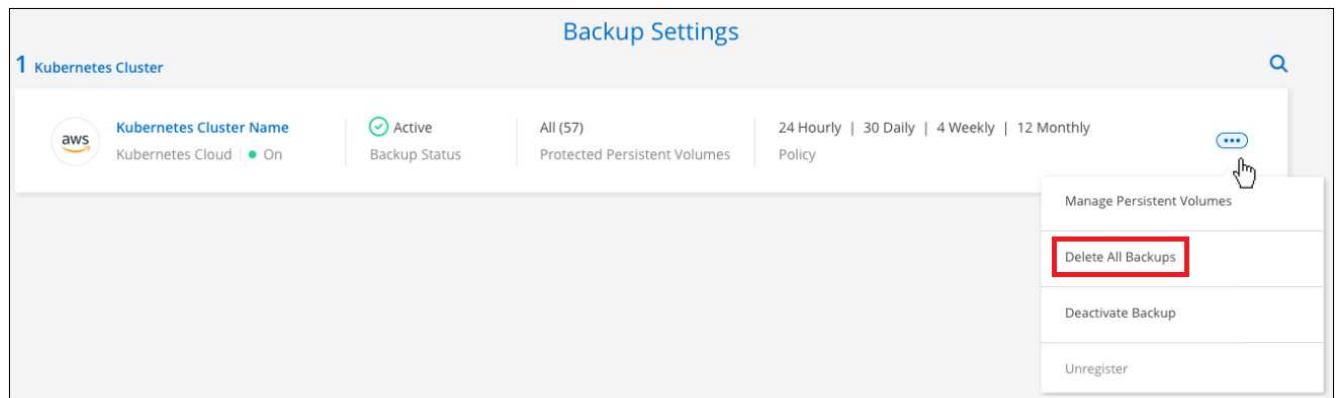 Backup Settings
1 Kubernetes Cluster
aws
Kubernetes Cluster Name
Kubernetes Cloud
On
Active
Backup Status
All (57)
Protected Persistent Volumes
24 Hourly | 30 Daily | 4 Weekly | 12 Monthly
Policy
Manage Persistent Volumes
Delete All Backups
Deactivate Backup
Unregister